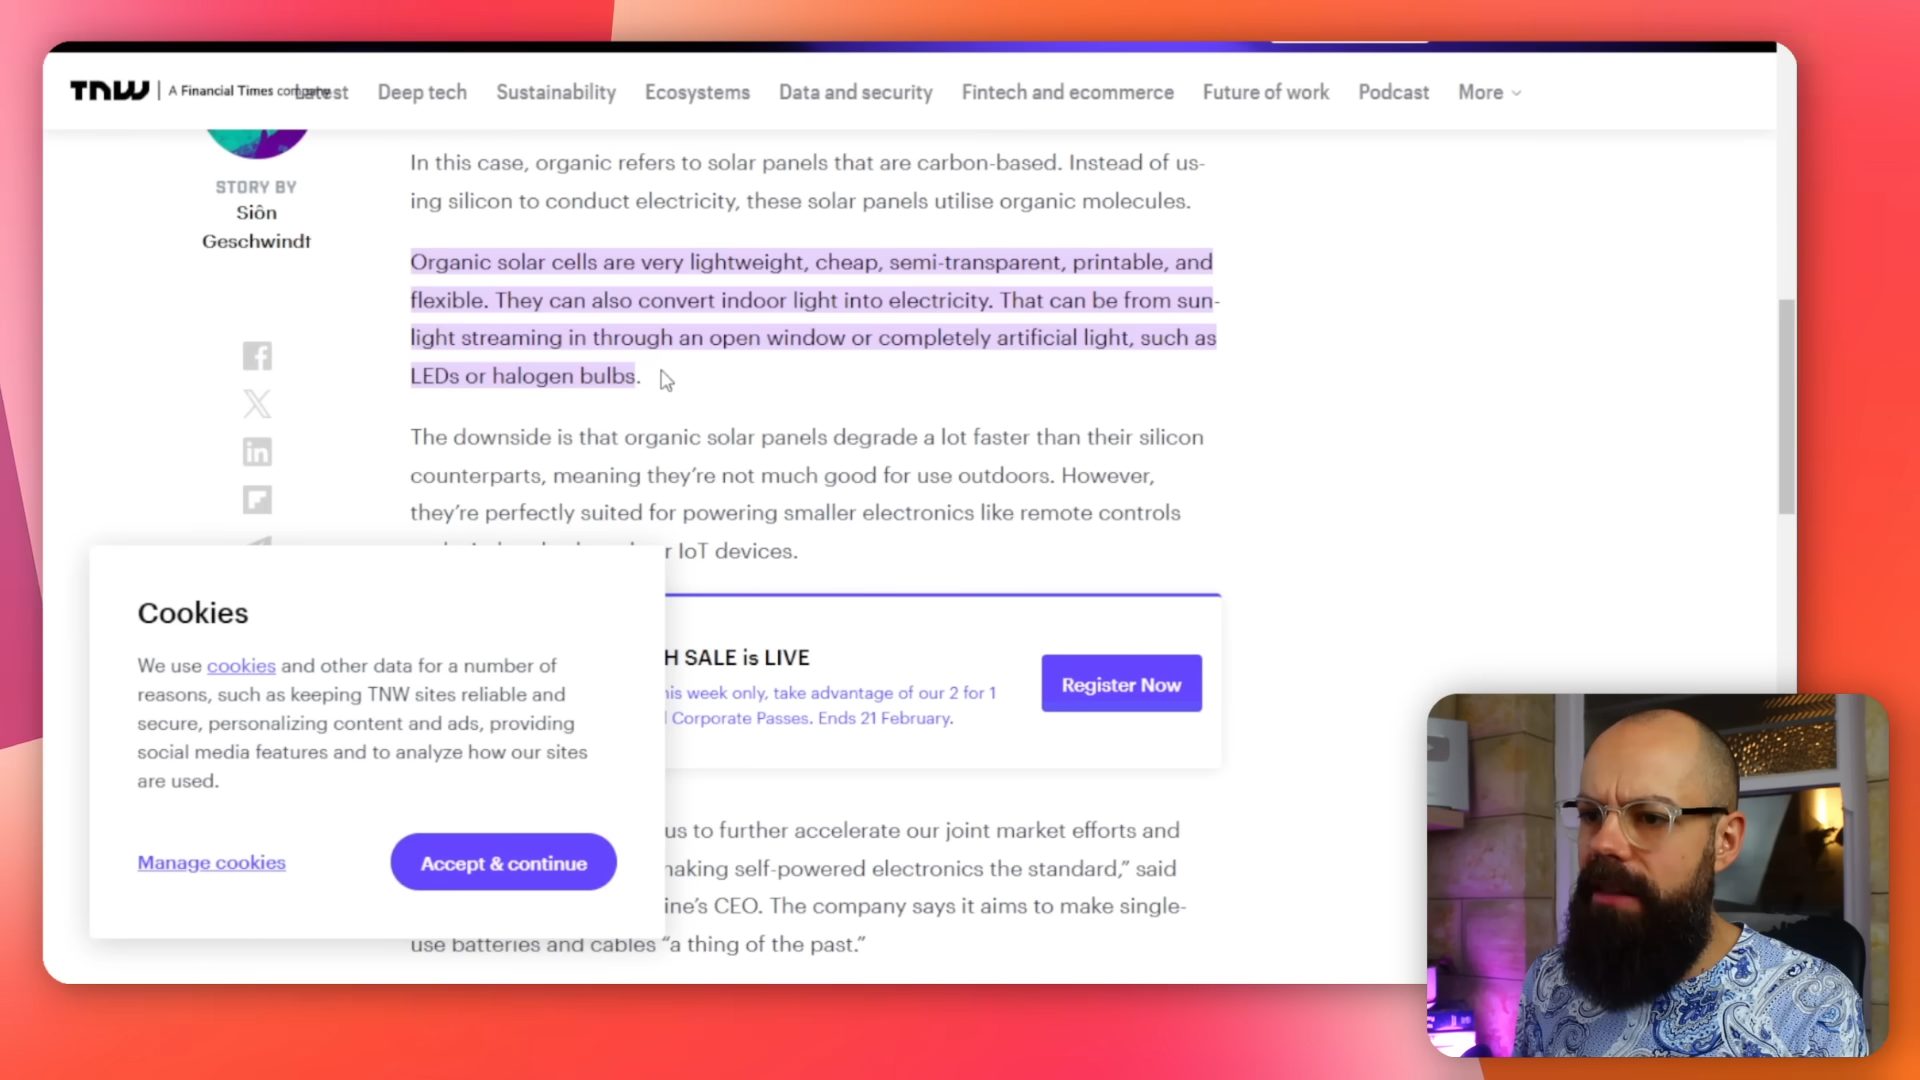 TNW | A Financial Times company
Latest Deep tech Sustainability Ecosystems Data and security Fintech and ecommerce Future of work Podcast More
STORY BY
Siôn
Geschwindt
In this case, organic refers to solar panels that are carbon-based. Instead of us-
ing silicon to conduct electricity, these solar panels utilise organic molecules.
Organic solar cells are very lightweight, cheap, semi-transparent, printable, and
flexible. They can also convert indoor light into electricity. That can be from sun-
light streaming in through an open window or completely artificial light, such as
LEDs or halogen bulbs.
The downside is that organic solar panels degrade a lot faster than their silicon
counterparts, meaning they’re not much good for use outdoors. However,
they’re perfectly suited for powering smaller electronics like remote controls
r IoT devices.
Cookies
We use cookies and other data for a number of
reasons, such as keeping TNW sites reliable and
secure, personalizing content and ads, providing
social media features and to analyze how our sites
are used.
Manage cookies
Accept & continue
H SALE is LIVE
his week only, take advantage of our 2 for 1
Corporate Passes. Ends 21 February.
Register Now
us to further accelerate our joint market efforts and
making self-powered electronics the standard,” said
ine’s CEO. The company says it aims to make single-
use batteries and cables “a thing of the past.”